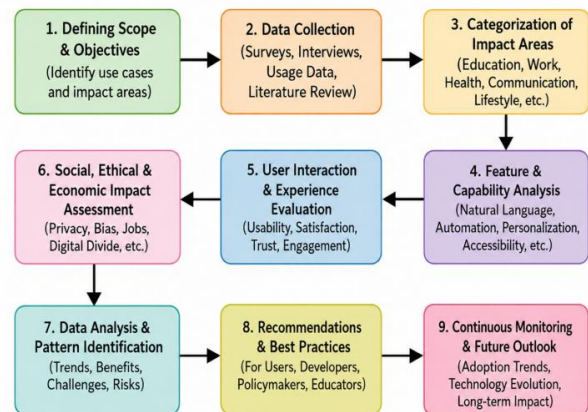 1. Defining Scope
& Objectives
(Identify use cases
and impact areas)
2. Data Collection
(Surveys, Interviews,
Usage Data,
Literature Review)
3. Categorization of
Impact Areas
(Education, Work,
Health, Communication,
Lifestyle, etc.)
4. Feature &
Capability Analysis
(Natural Language,
Automation, Personalization,
Accessibility, etc.)
5. User Interaction
& Experience
Evaluation
(Usability, Satisfaction,
Trust, Engagement)
6. Social, Ethical &
Economic Impact
Assessment
(Privacy, Bias, Jobs,
Digital Divide, etc.)
7. Data Analysis &
Pattern Identification
(Trends, Benefits,
Challenges, Risks)
8. Recommendations
& Best Practices
(For Users, Developers,
Policymakers, Educators)
9. Continuous Monitoring
& Future Outlook
(Adoption Trends,
Technology Evolution,
Long-term Impact)